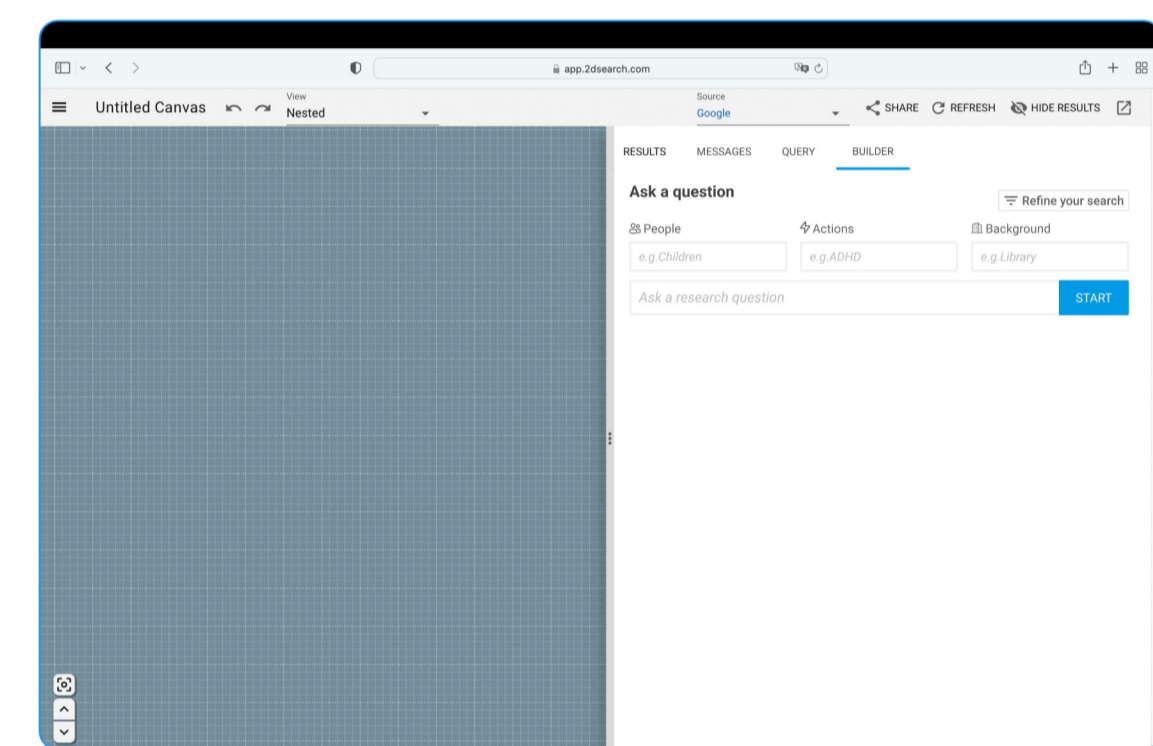 app.2dsearch.com
Untitled Canvas
View
Nested
Source
Google
SHARE
REFRESH
HIDE RESULTS
RESULTS
MESSAGES
QUERY
BUILDER
Ask a question
Refine your search
People
Actions
Background
e.g.Children
e.g.ADHD
e.g.Library
Ask a research question
START